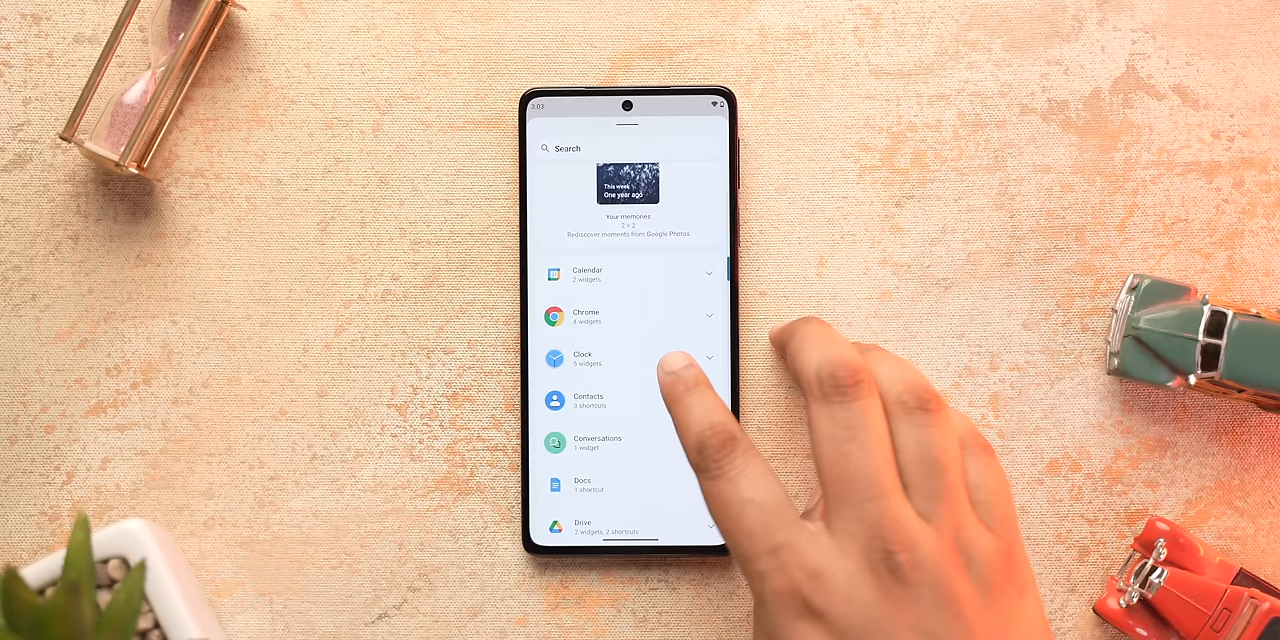 3:03
Search
This week
One year ago
Your memories
2 × 2
Rediscover moments from Google Photos
Calendar
2 widgets
Chrome
4 widgets
Clock
5 widgets
Contacts
3 shortcuts
Conversations
1 widget
Docs
1 shortcut
Drive
2 widgets, 2 shortcuts